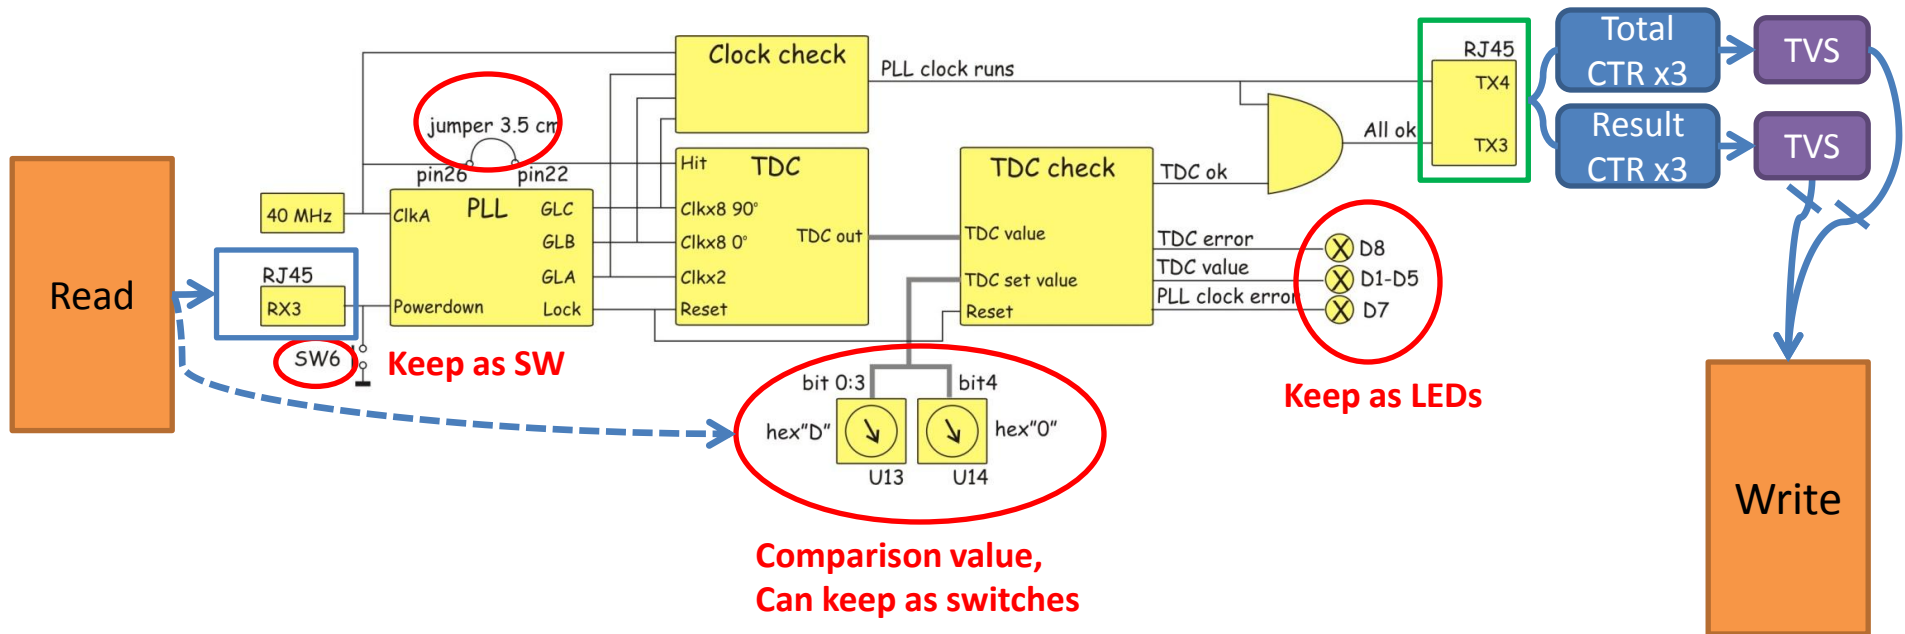 Read
RJ45
RX3
SW6
Keep as SW
40 MHz
jumper 3.5 cm
pin26
pin22
PLL
ClkA
GLC
GLB
GLA
Powerdown
Lock
Clock check
PLL clock runs
TDC
Hit
Clkx8 90°
Clkx8 0°
TDC out
Clkx2
Reset
TDC check
TDC value
TDC set value
Reset
TDC ok
TDC error
TDC value
PLL clock error
All ok
D8
D1-D5
D7
Keep as LEDs
bit 0:3
bit4
hex"D"
hex"0"
U13
U14
Comparison value,
Can keep as switches
RJ45
TX4
TX3
Total
CTR x3
TVS
Result
CTR x3
TVS
Write